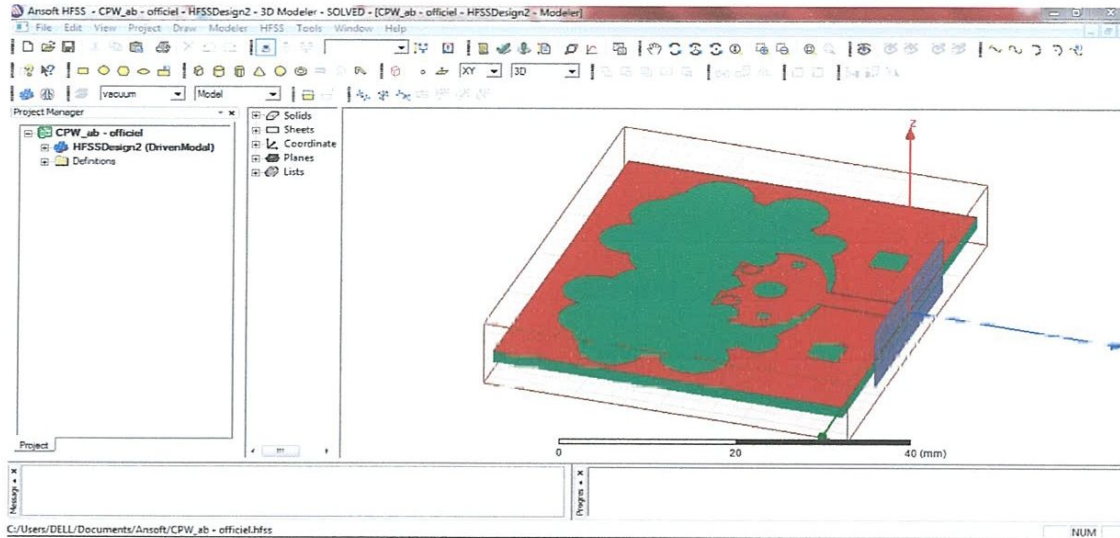 Ansoft HFSS - CPW_ab - officiel - HFSSDesign2 - 3D Modeler - SOLVED - [CPW_ab - officiel - HFSSDesign2 - Modeler]
File Edit View Project Draw Modeler HFSS Tools Window Help
XY 3D
vacuum Model
Project Manager
CPW_ab - officiel
HFSSDesign2 (DrivenModal)
Definitions
Project
Solids
Sheets
Coordinate
Planes
Lists
Z
0 20 40 (mm)
Progres
C:/Users/DELL/Documents/Ansoft/CPW_ab - officiel.hfss
NUM